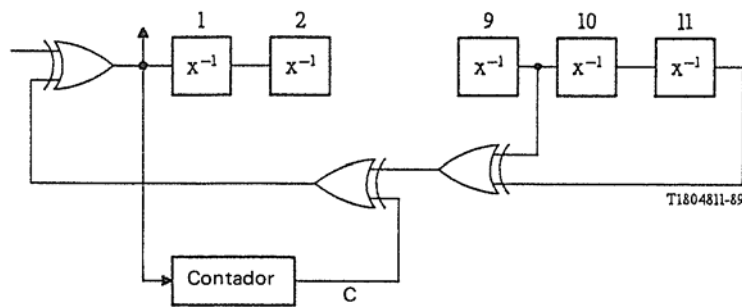 1 2 9 10 11
X⁻¹ X⁻¹ X⁻¹ X⁻¹ X⁻¹
T1804811-89
Contador
C